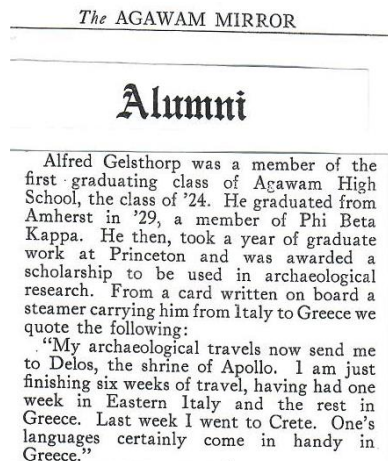 The AGAWAM MIRROR
Alumni
Alfred Gelsthorp was a member of the
first graduating class of Agawam High
School, the class of '24. He graduated from
Amherst in '29, a member of Phi Beta
Kappa. He then, took a year of graduate
work at Princeton and was awarded a
scholarship to be used in archaeological
research. From a card written on board a
steamer carrying him from Italy to Greece we
quote the following:
"My archaeological travels now send me
to Delos, the shrine of Apollo. I am just
finishing six weeks of travel, having had one
week in Eastern Italy and the rest in
Greece. Last week I went to Crete. One's
languages certainly come in handy in
Greece."